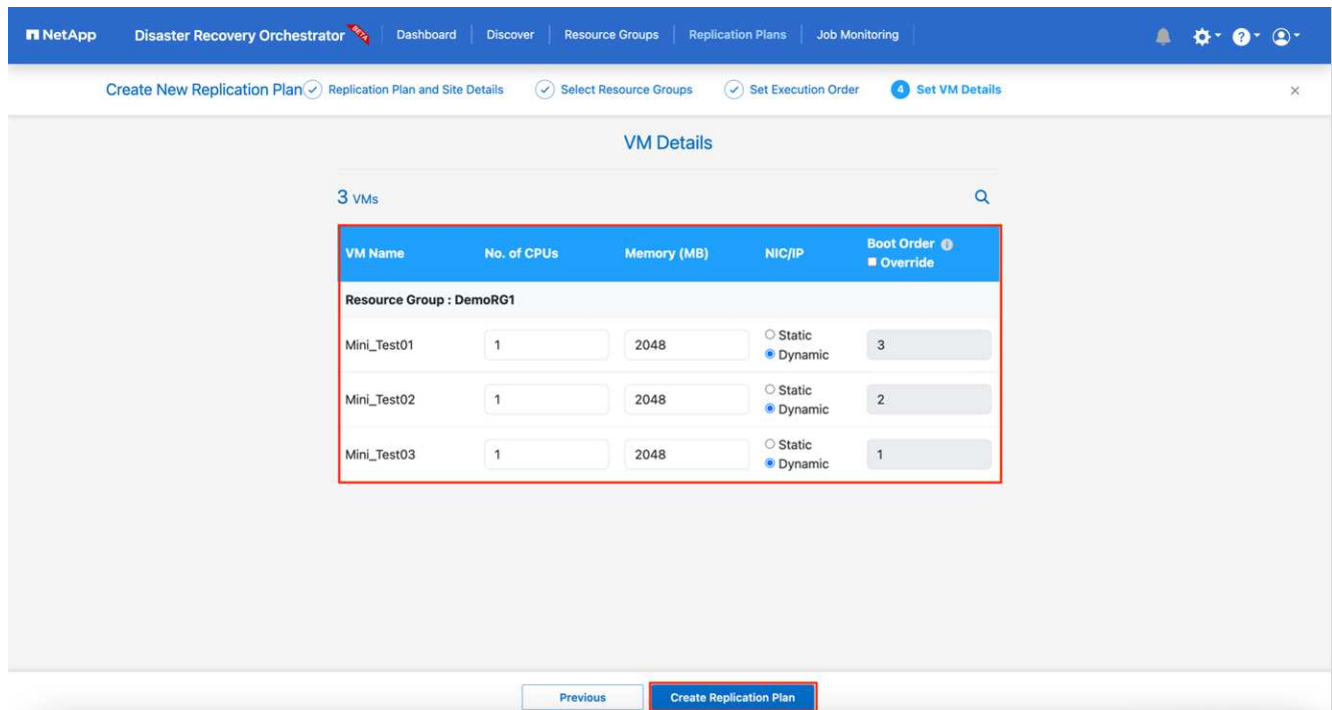 NetApp Disaster Recovery Orchestrator BETA Dashboard Discover Resource Groups Replication Plans Job Monitoring
Create New Replication Plan Replication Plan and Site Details Select Resource Groups Set Execution Order 4 Set VM Details
VM Details
3 VMs
VM Name No. of CPUs Memory (MB) NIC/IP Boot Order
Override
Resource Group : DemoRG1
Mini_Test01 1 2048 Static Dynamic 3
Mini_Test02 1 2048 Static Dynamic 2
Mini_Test03 1 2048 Static Dynamic 1
Previous Create Replication Plan